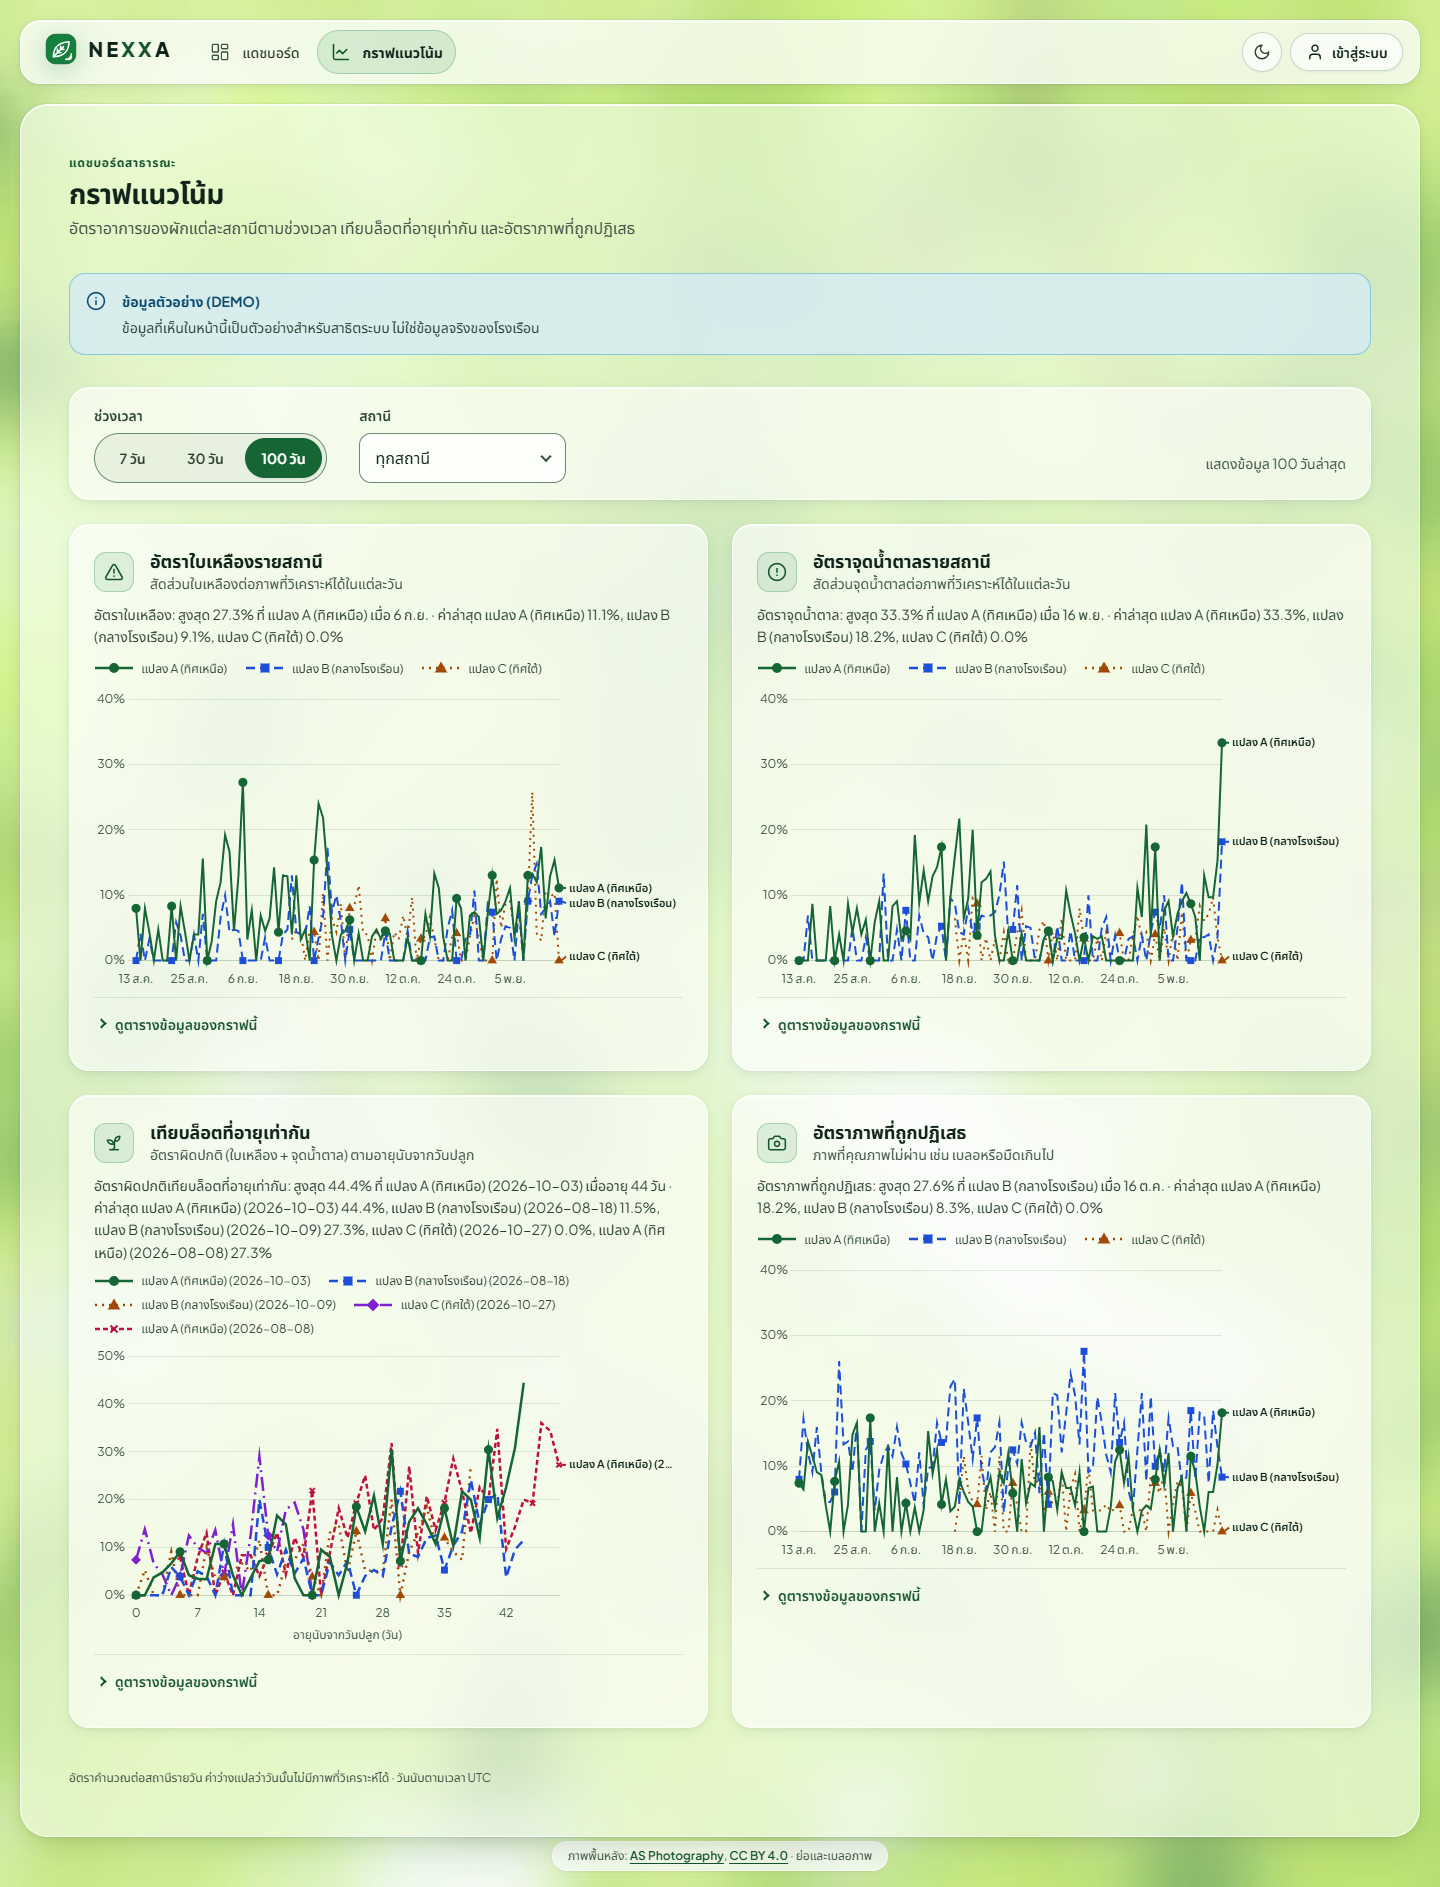 NEXXA
แดชบอร์ด
กราฟแนวโน้ม
เข้าสู่ระบบ
แดชบอร์ดสาธารณะ
กราฟแนวโน้ม
อัตราอาการของผักแต่ละสถานีตามช่วงเวลา เทียบล็อตที่อายุเท่ากัน และอัตราภาพที่ถูกปฏิเสธ
ข้อมูลตัวอย่าง (DEMO)
ข้อมูลที่เห็นในหน้านี้เป็นตัวอย่างสำหรับสาธิตระบบ ไม่ใช่ข้อมูลจริงของโรงเรือน
ช่วงเวลา
สถานี
7 วัน
30 วัน
100 วัน
ทุกสถานี
แสดงข้อมูล 100 วันล่าสุด
อัตราใบเหลืองรายสถานี
สัดส่วนใบเหลืองต่อภาพที่วิเคราะห์ได้ในแต่ละวัน
อัตราใบเหลือง: สูงสุด 27.3% ที่ แปลง A (ทิศเหนือ) เมื่อ 6 ก.ย. · ค่าล่าสุด แปลง A (ทิศเหนือ) 11.1%, แปลง B
(กลางโรงเรือน) 9.1%, แปลง C (ทิศใต้) 0.0%
แปลง A (ทิศเหนือ)
แปลง B (กลางโรงเรือน)
แปลง C (ทิศใต้)
40%
30%
20%
10%
0%
แปลง A (ทิศเหนือ)
แปลง B (กลางโรงเรือน)
แปลง C (ทิศใต้)
13 ส.ค.
25 ส.ค.
6 ก.ย.
18 ก.ย.
30 ก.ย.
12 ต.ค.
24 ต.ค.
5 พ.ย.
ดูตารางข้อมูลของกราฟนี้
อัตราจุดน้ำตาลรายสถานี
สัดส่วนจุดน้ำตาลต่อภาพที่วิเคราะห์ได้ในแต่ละวัน
อัตราจุดน้ำตาล: สูงสุด 33.3% ที่ แปลง A (ทิศเหนือ) เมื่อ 16 พ.ย. · ค่าล่าสุด แปลง A (ทิศเหนือ) 33.3%, แปลง
B (กลางโรงเรือน) 18.2%, แปลง C (ทิศใต้) 0.0%
แปลง A (ทิศเหนือ)
แปลง B (กลางโรงเรือน)
แปลง C (ทิศใต้)
40%
30%
20%
10%
0%
แปลง A (ทิศเหนือ)
แปลง B (กลางโรงเรือน)
แปลง C (ทิศใต้)
13 ส.ค.
25 ส.ค.
6 ก.ย.
18 ก.ย.
30 ก.ย.
12 ต.ค.
24 ต.ค.
5 พ.ย.
ดูตารางข้อมูลของกราฟนี้
เทียบล็อตที่อายุเท่ากัน
อัตราผิดปกติ (ใบเหลือง + จุดน้ำตาล) ตามอายุนับจากวันปลูก
อัตราผิดปกติเทียบล็อตที่อายุเท่ากัน: สูงสุด 44.4% ที่ แปลง A (ทิศเหนือ) (2026-10-03) เมื่ออายุ 44 วัน ·
ค่าล่าสุด แปลง A (ทิศเหนือ) (2026-10-03) 44.4%, แปลง B (กลางโรงเรือน) (2026-08-18) 11.5%,
แปลง B (กลางโรงเรือน) (2026-10-09) 27.3%, แปลง C (ทิศใต้) (2026-10-27) 0.0%, แปลง A (ทิศ
เหนือ) (2026-08-08) 27.3%
แปลง A (ทิศเหนือ) (2026-10-03)
แปลง B (กลางโรงเรือน) (2026-08-18)
แปลง B (กลางโรงเรือน) (2026-10-09)
แปลง C (ทิศใต้) (2026-10-27)
แปลง A (ทิศเหนือ) (2026-08-08)
50%
40%
30%
20%
10%
0%
แปลง A (ทิศเหนือ) (2...
0
7
14
21
28
35
42
อายุนับจากวันปลูก (วัน)
ดูตารางข้อมูลของกราฟนี้
อัตราภาพที่ถูกปฏิเสธ
ภาพที่คุณภาพไม่ผ่าน เช่น เบลอหรือมืดเกินไป
อัตราภาพที่ถูกปฏิเสธ: สูงสุด 27.6% ที่ แปลง B (กลางโรงเรือน) เมื่อ 16 ต.ค. · ค่าล่าสุด แปลง A (ทิศเหนือ)
18.2%, แปลง B (กลางโรงเรือน) 8.3%, แปลง C (ทิศใต้) 0.0%
แปลง A (ทิศเหนือ)
แปลง B (กลางโรงเรือน)
แปลง C (ทิศใต้)
40%
30%
20%
10%
0%
แปลง A (ทิศเหนือ)
แปลง B (กลางโรงเรือน)
แปลง C (ทิศใต้)
13 ส.ค.
25 ส.ค.
6 ก.ย.
18 ก.ย.
30 ก.ย.
12 ต.ค.
24 ต.ค.
5 พ.ย.
ดูตารางข้อมูลของกราฟนี้
อัตราคำนวณต่อสถานีรายวัน ค่าว่างแปลว่าวันนั้นไม่มีภาพที่วิเคราะห์ได้ · วันนับตามเวลา UTC
ภาพพื้นหลัง: AS Photography, CC BY 4.0 · ย่อและเบลอภาพ